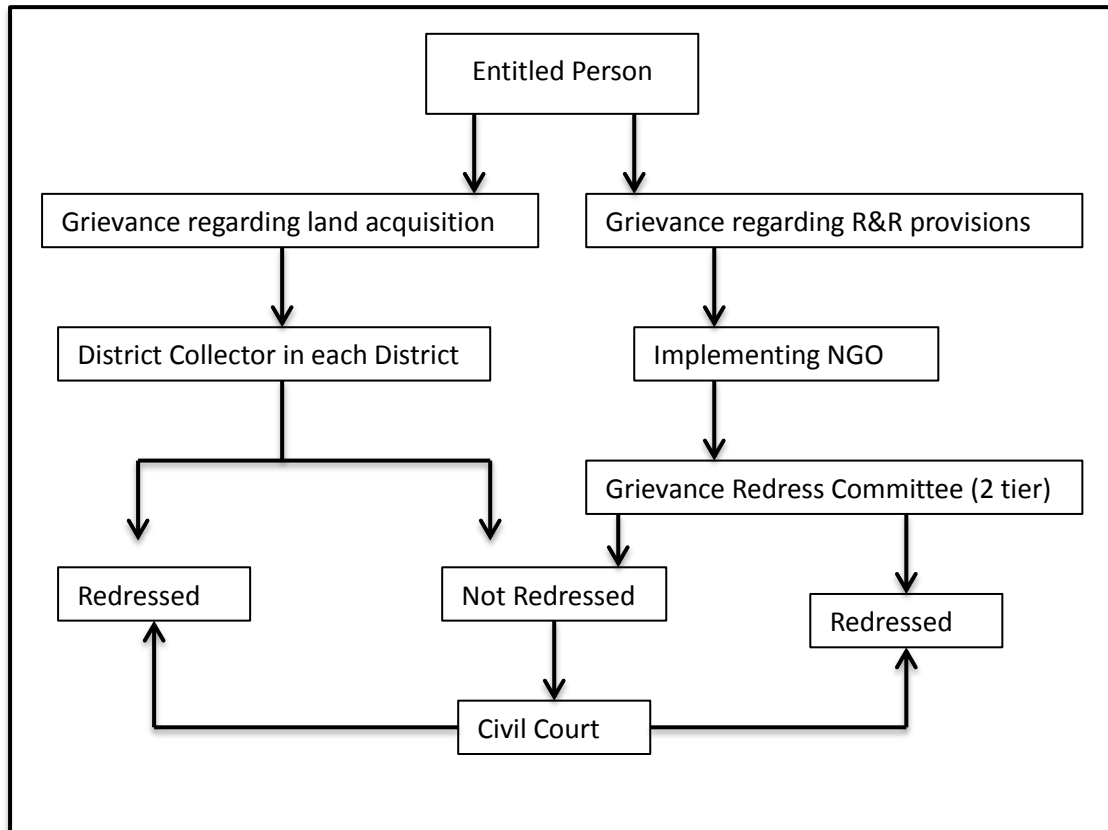 Entitled Person
Grievance regarding land acquisition
Grievance regarding R&R provisions
District Collector in each District
Implementing NGO
Grievance Redress Committee (2 tier)
Redressed
Not Redressed
Redressed
Civil Court